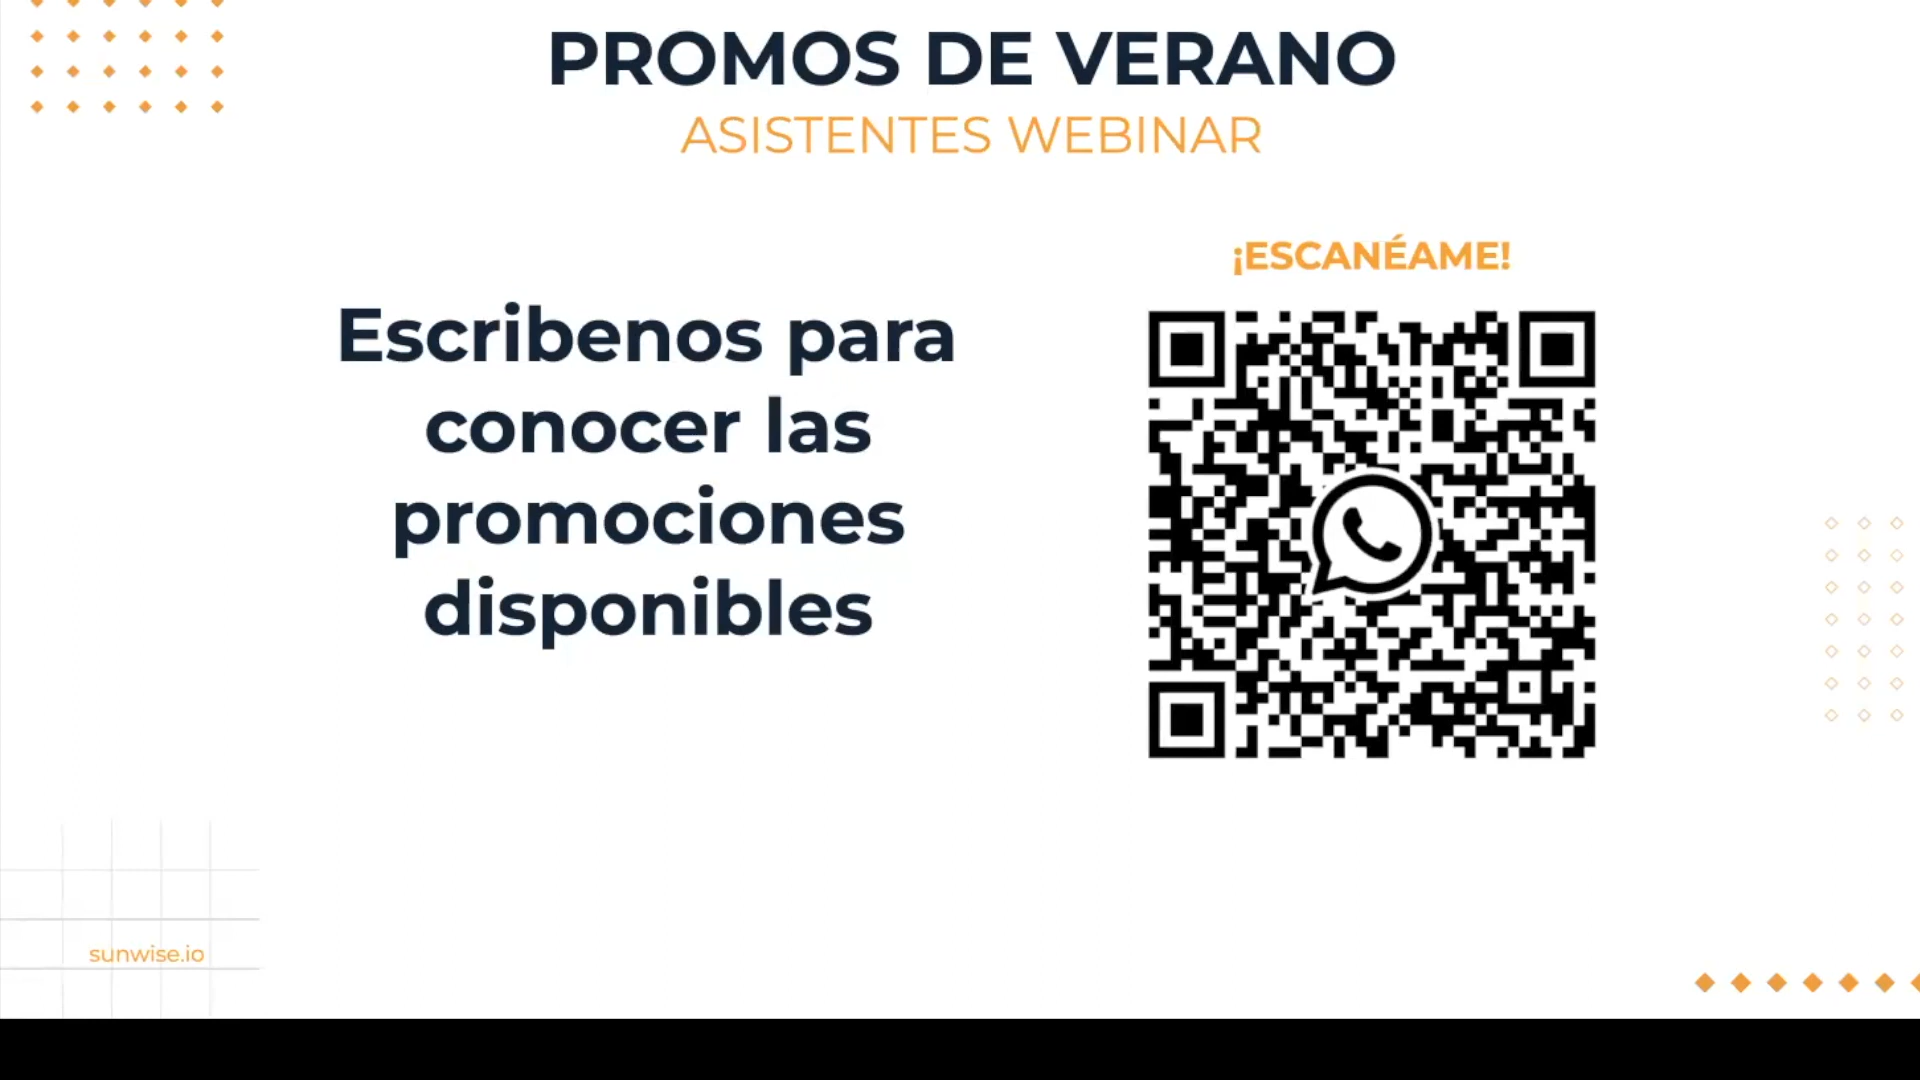 PROMOS DE VERANO
ASISTENTES WEBINAR
¡ESCANÉAME!
Escribenos para
conocer las
promociones
disponibles
sunwise.io